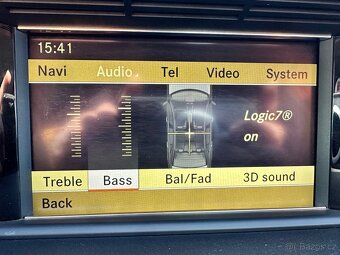 15:41
Navi Audio Tel Video System
Logic7®
on
Treble Bass Bal/Fad 3D sound
Back